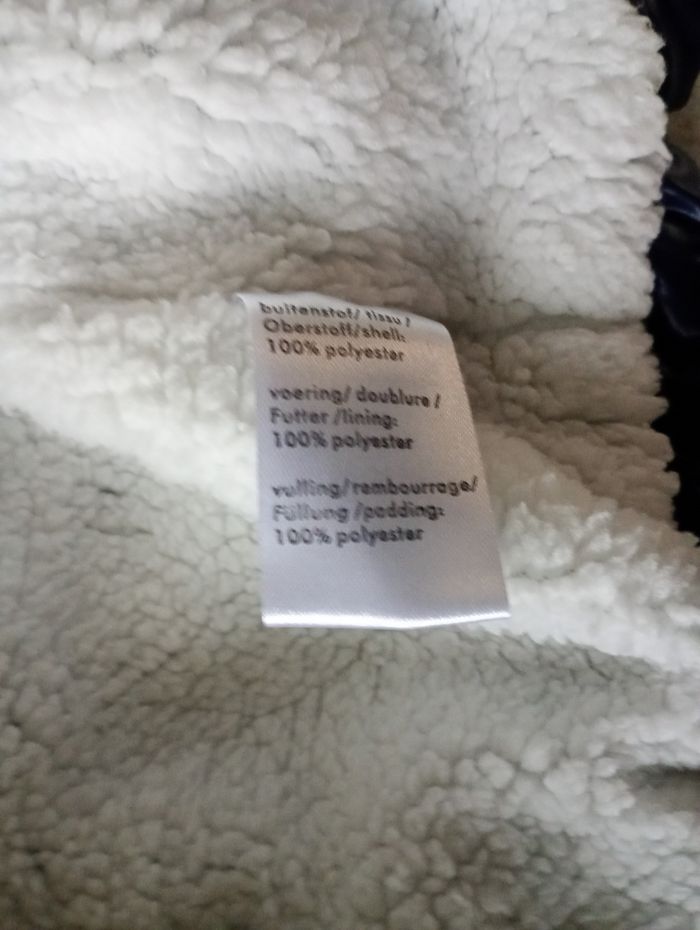 buitenstof/ tissu /
Oberstoff/shell:
100% polyester
voering/ doublure /
Futter /lining:
100% polyester
vulling/rembourrage/
Füllung /padding:
100% polyester